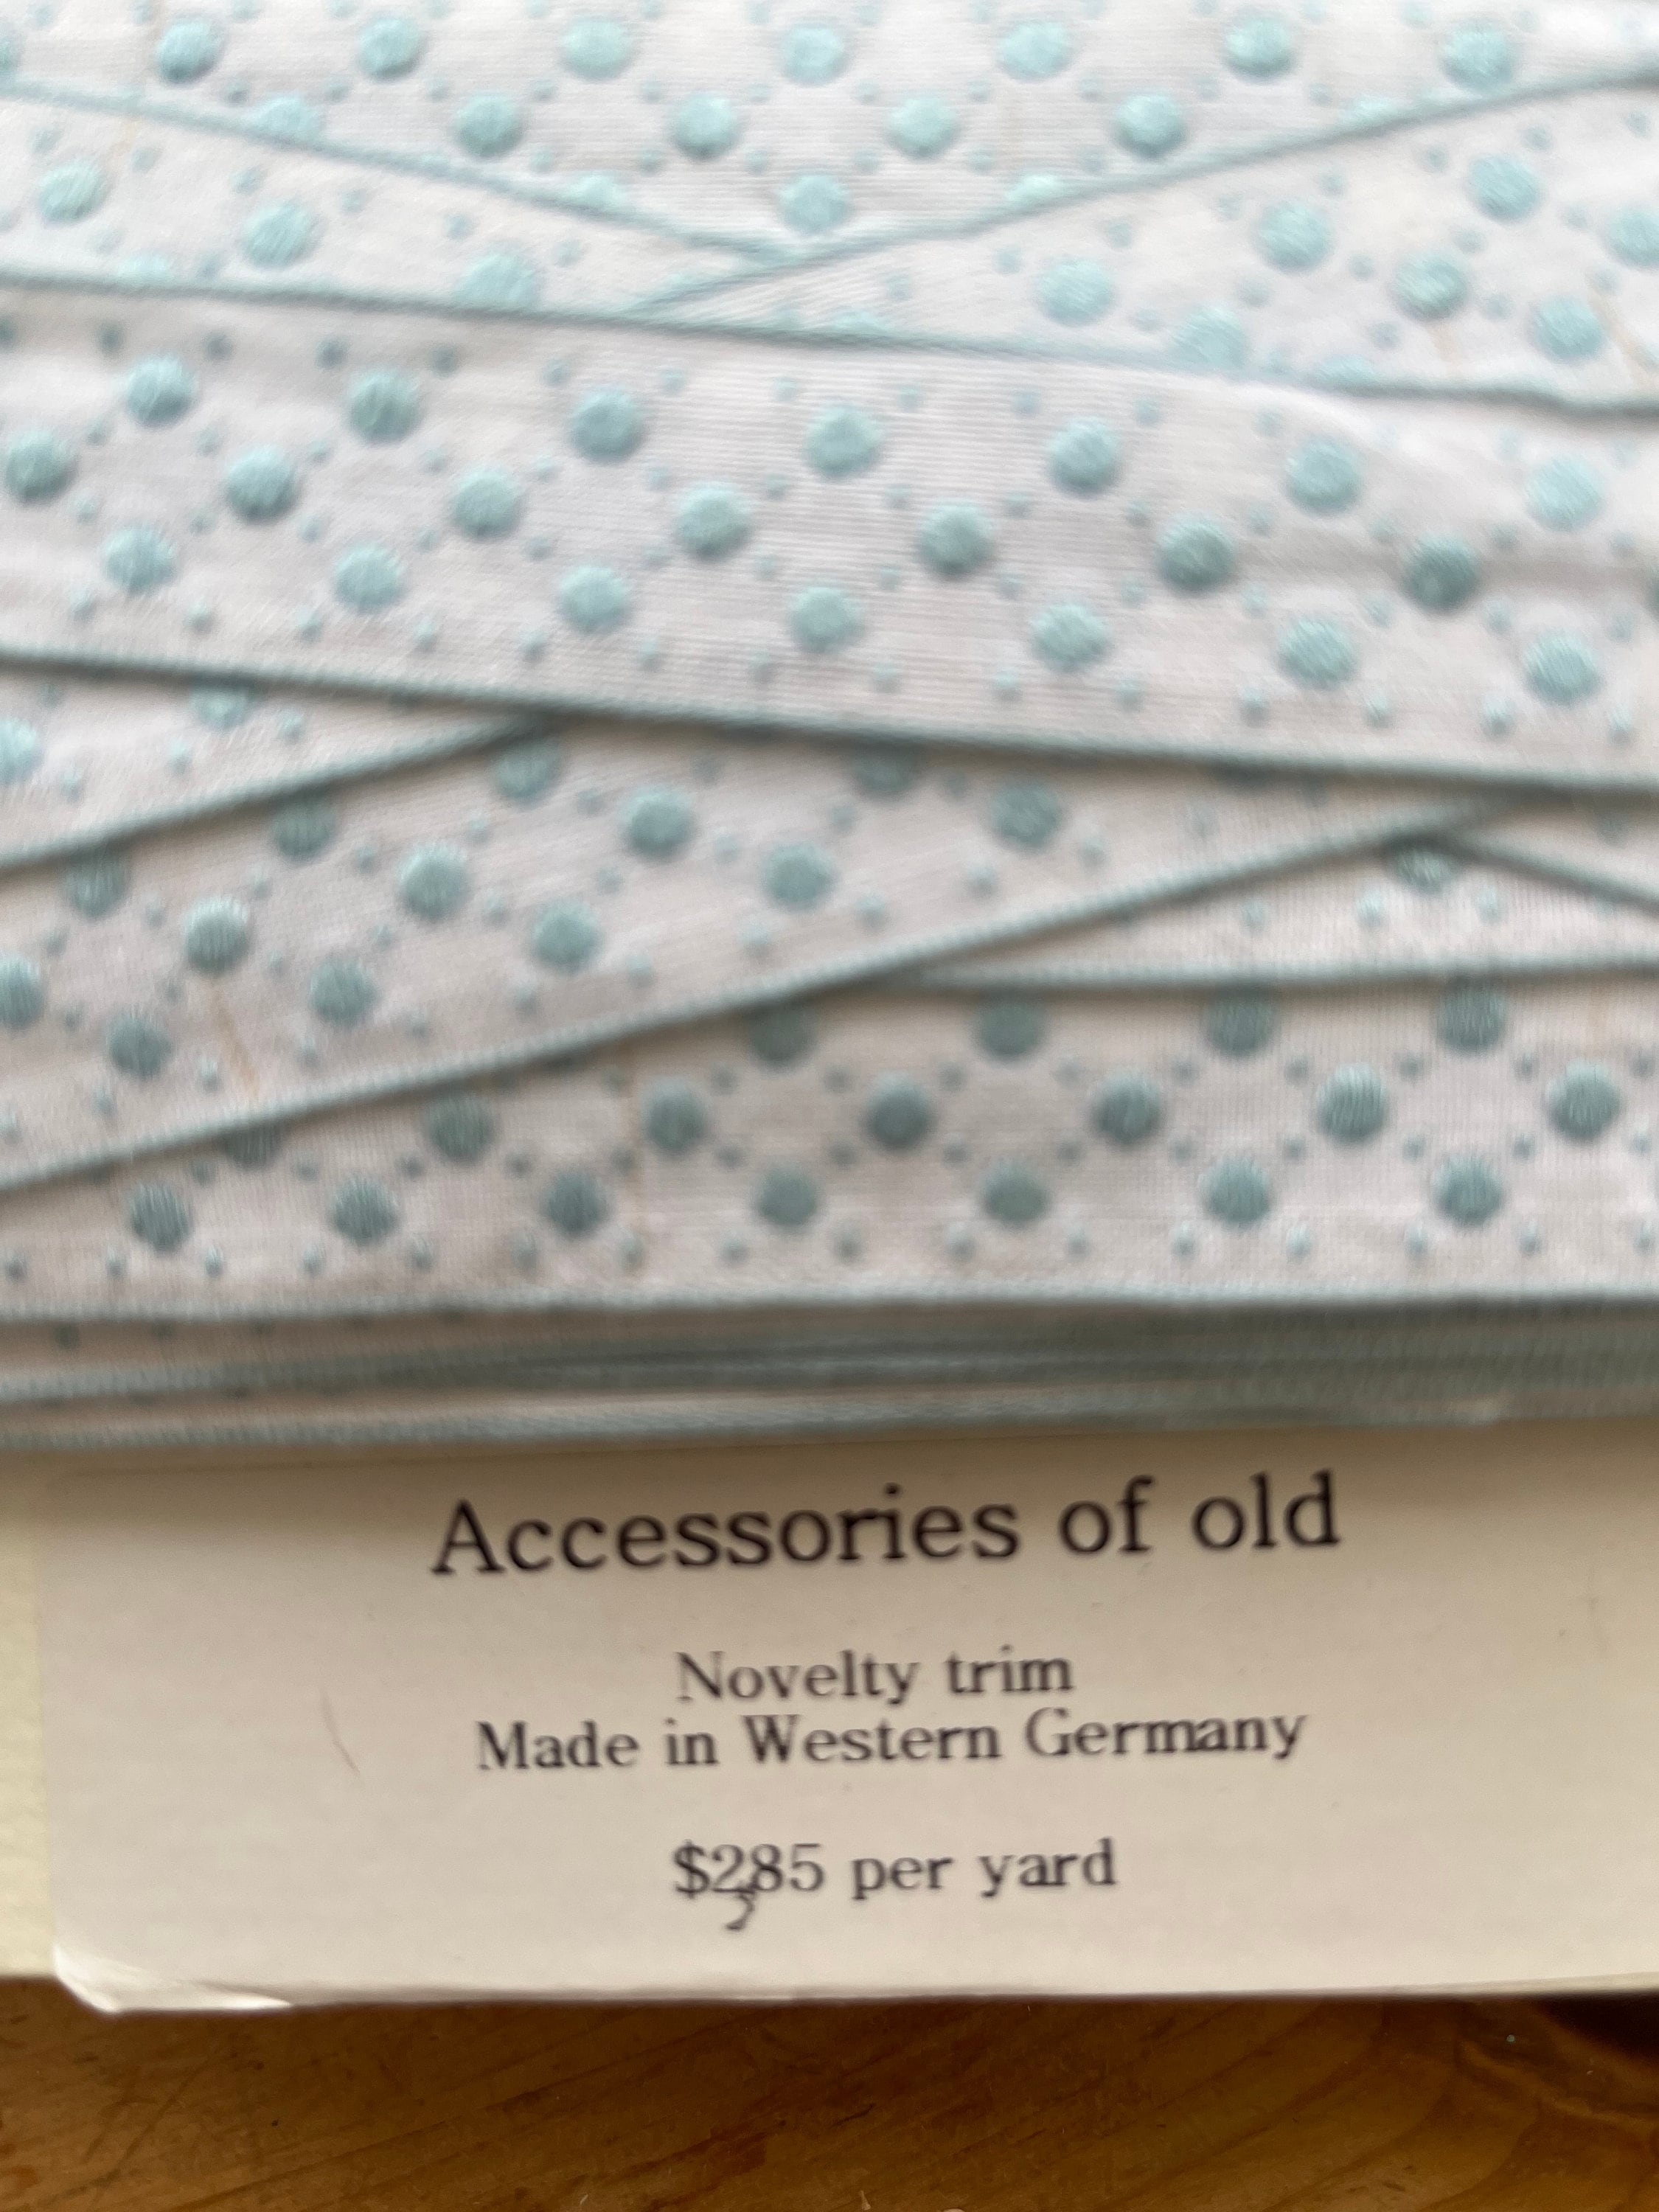 Accessories of old
Novelty trim
Made in Western Germany
$285 per yard